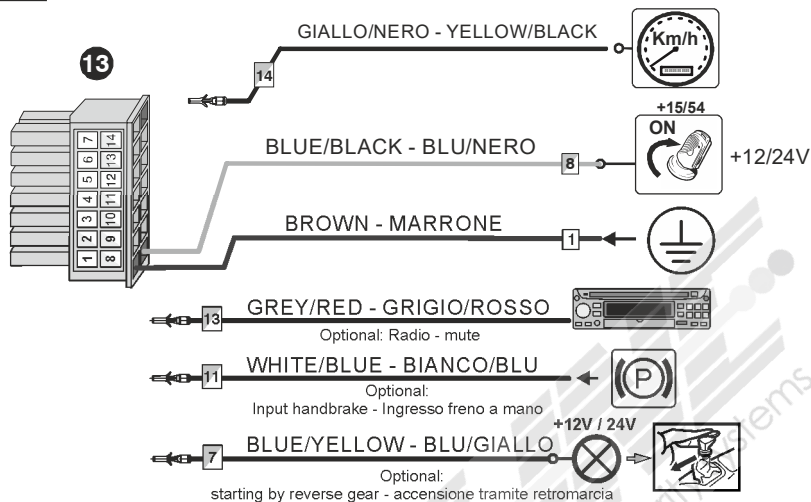 GIALLO/NERO - YELLOW/BLACK
Km/h
13
14
+15/54
ON
+12/24V
BLUE/BLACK - BLU/NERO
8
7 14
6 13
5 12
4 11
3 10
2 9
1 8
BROWN - MARRONE
1
GREY/RED - GRIGIO/ROSSO
13
Optional: Radio - mute
WHITE/BLUE - BIANCO/BLU
11
(P)
Optional:
Input handbrake - Ingresso freno a mano
+12V / 24V
BLUE/YELLOW - BLU/GIALLO
7
Optional:
starting by reverse gear - accensione tramite retromarcia